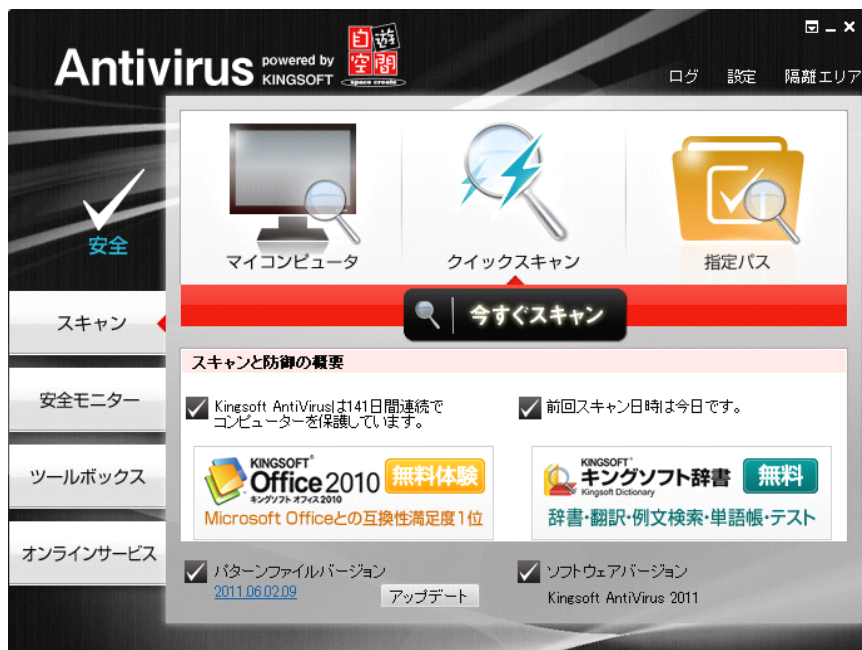 Antivirus powered by
KINGSOFT
自遊
空間
space create
ログ 設定 隔離エリア
安全
マイコンピュータ クイックスキャン 指定パス
今すぐスキャン
スキャン
安全モニター
ツールボックス
オンラインサービス
スキャンと防御の概要
Kingsoft AntiVirusは141日間連続で
コンピューターを保護しています。
前回スキャン日時は今日です。
KINGSOFT
Office 2010 無料体験
キングソフト オフィス2010
Microsoft Officeとの互換性満足度1位
KINGSOFT
キングソフト辞書 無料
Kingsoft Dictionary
辞書・翻訳・例文検索・単語帳・テスト
パターンファイルバージョン
2011.06.02.09 アップデート
ソフトウェアバージョン
Kingsoft AntiVirus 2011